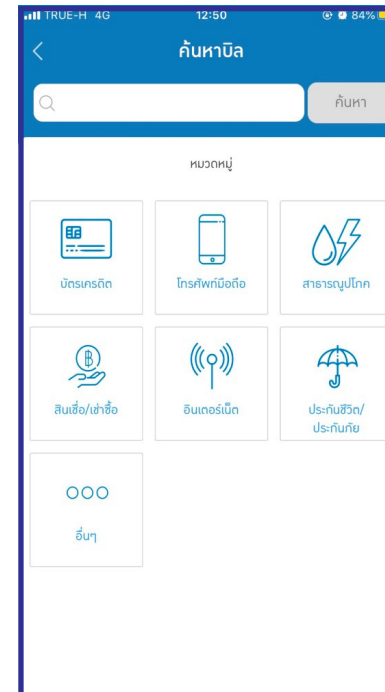 TRUE-H 4G 12:50 84%
ค้นหาบิล
ค้นหา
หมวดหมู่
บัตรเครดิต โทรศัพท์มือถือ สาธารณูปโภค
สินเชื่อ/เช่าซื้อ อินเตอร์เน็ต ประกันชีวิต/
ประกันภัย
อื่นๆ